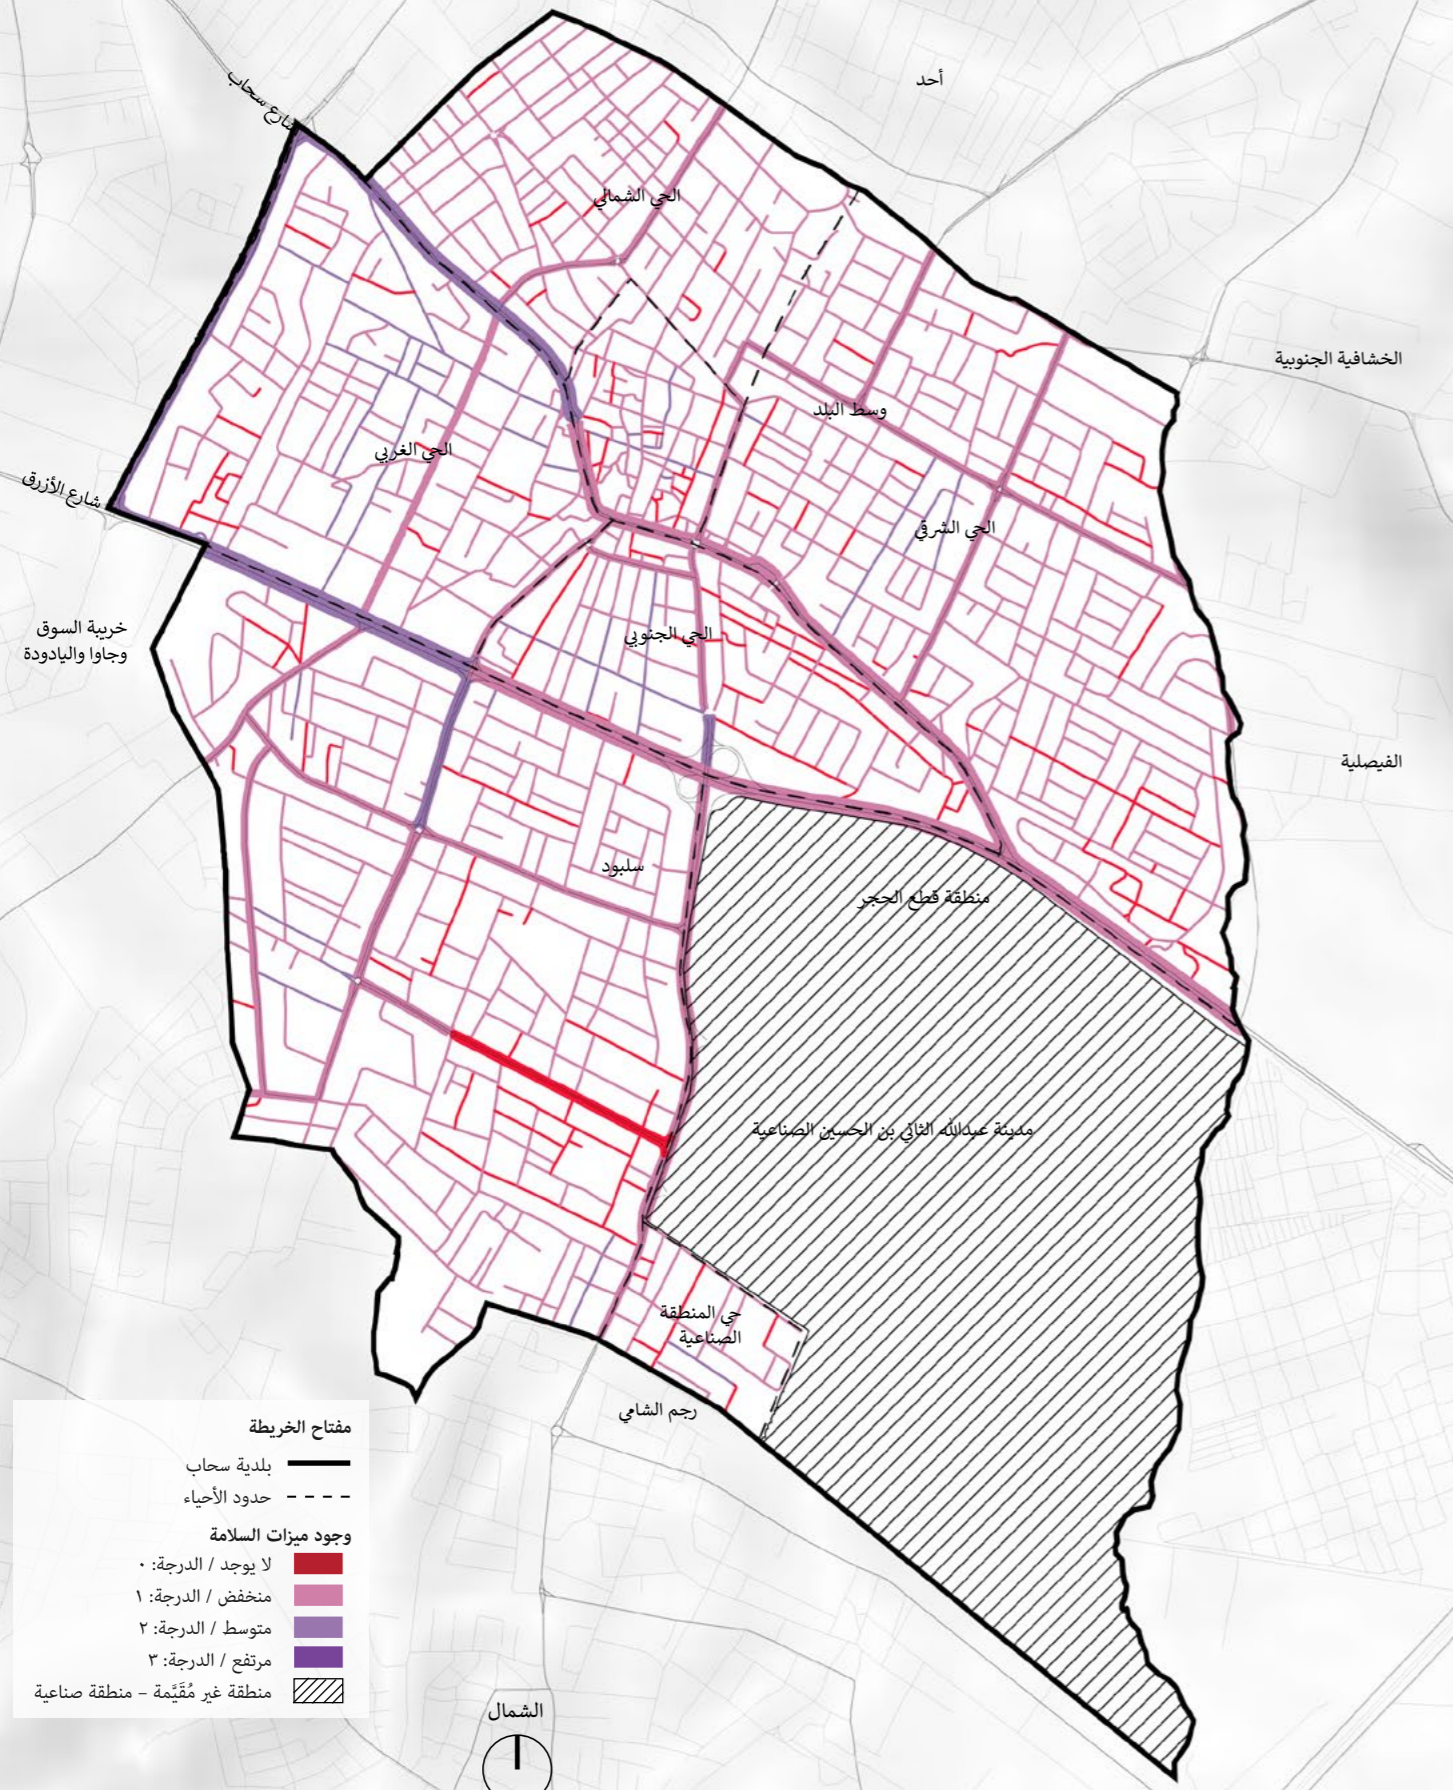 أحد
شارع سحاب
الحي الشمالي
الخشافية الجنوبية
وسط البلد
الحي الغربي
شارع الأزرق
الحي الشرقي
خريبة السوق
وجاوا واليادودة
الحي الجنوبي
الفيصلية
سلبود
منطقة قطع الحجر
مدينة عبدالله الثاني بن الحسين الصناعية
حي المنطقة
الصناعية
رجم الشامي
مفتاح الخريطة
بلدية سحاب
حدود الأحياء
وجود ميزات السلامة
لا يوجد / الدرجة: ٠
منخفض / الدرجة: ١
متوسط / الدرجة: ٢
مرتفع / الدرجة: ٣
منطقة غير مُقَيَّمة – منطقة صناعية
الشمال